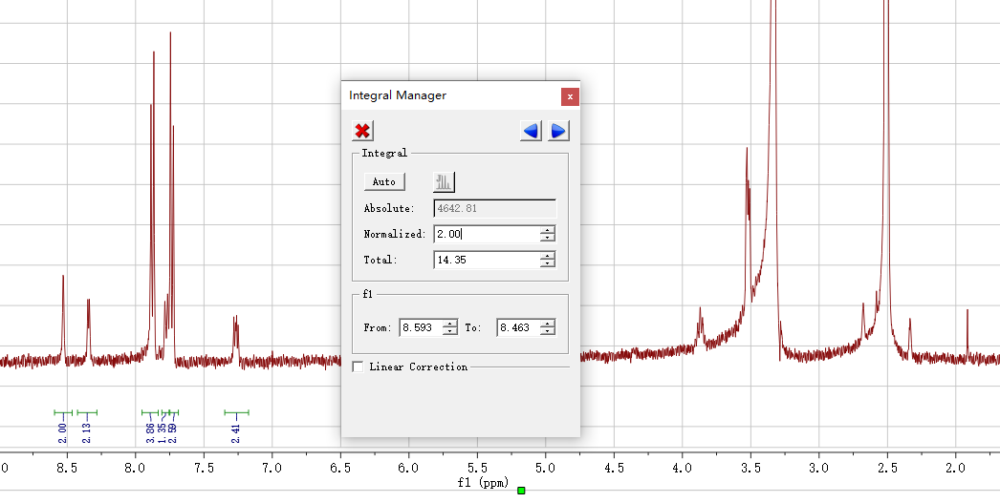 Integral Manager
x
Integral
Auto
Absolute: 4642.81
Normalized: 2.00
Total: 14.35
f1
From: 8.593 To: 8.463
Linear Correction
2.00 2.13 3.86 1.35 2.59 2.41
0 8.5 8.0 7.5 7.0 6.5 6.0 5.5 5.0 4.5 4.0 3.5 3.0 2.5 2.0
f1 (ppm)